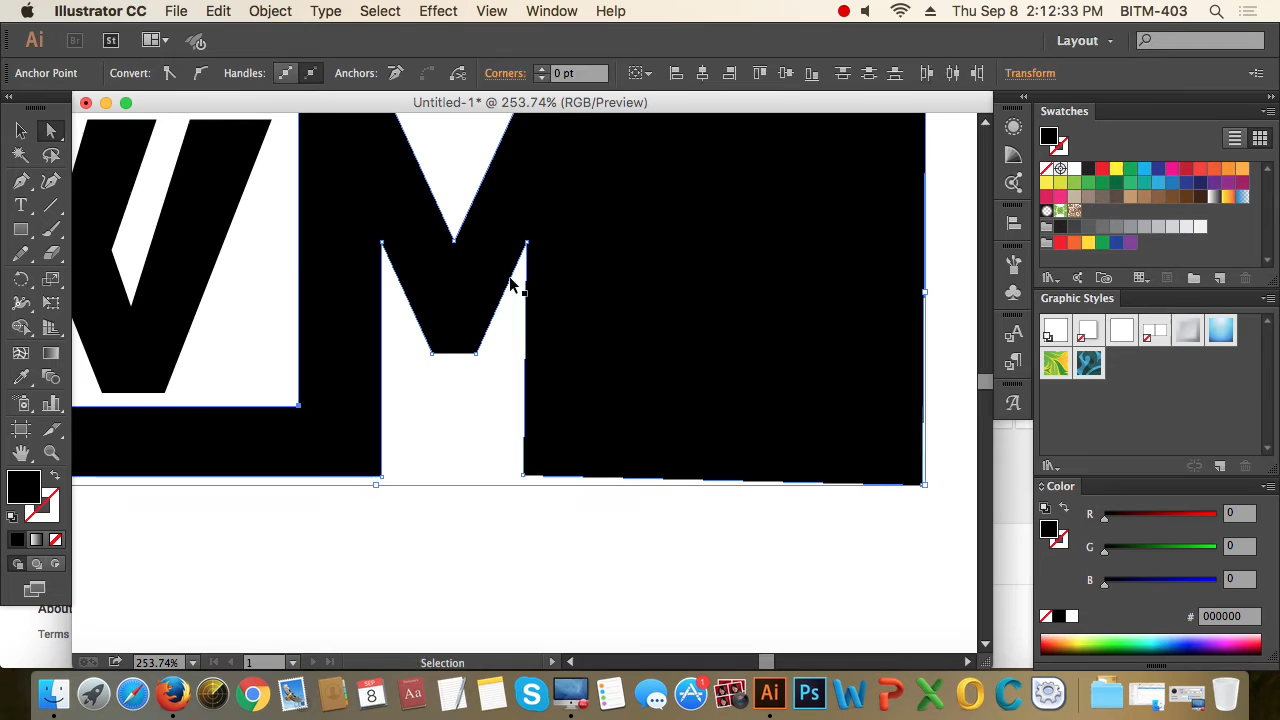 Illustrator CC File Edit Object Type Select Effect View Window Help Thu Sep 8 2:12:33 PM BITM-403
Ai Br St Layout
Anchor Point Convert: Handles: Anchors: Corners: 0 pt Transform
Untitled-1* @ 253.74% (RGB/Preview)
Swatches
Graphic Styles
Color
R 0
G 0
B 0
# 000000
About
Terms
253.74% 1 Selection